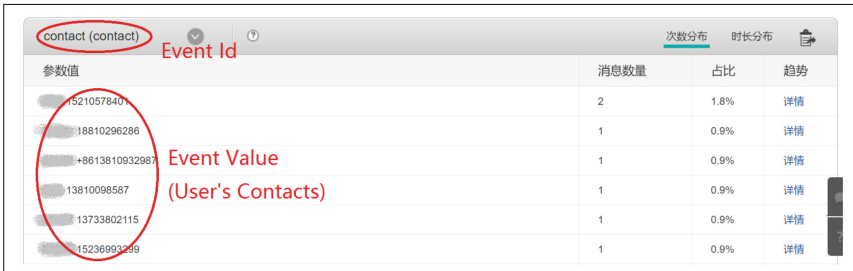 contact (contact)
Event Id
次数分布
时长分布
参数值
消息数量
占比
趋势
15210578401
2
1.8%
详情
18810296286
1
0.9%
详情
+8613810932987
1
0.9%
详情
Event Value
13810098587
1
0.9%
详情
(User's Contacts)
13733802115
1
0.9%
详情
15236993299
1
0.9%
详情